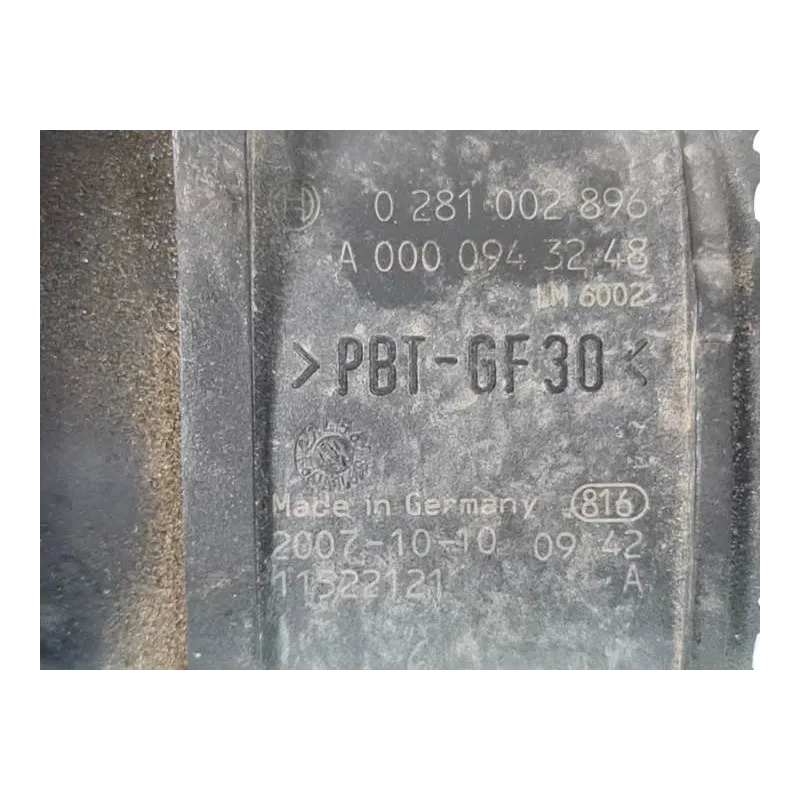 0 281 002 896
A 000 094 32 48
LM 6002
>PBT-GF30<
Made in Germany 816
2007-10-10 09 42
11522121 A